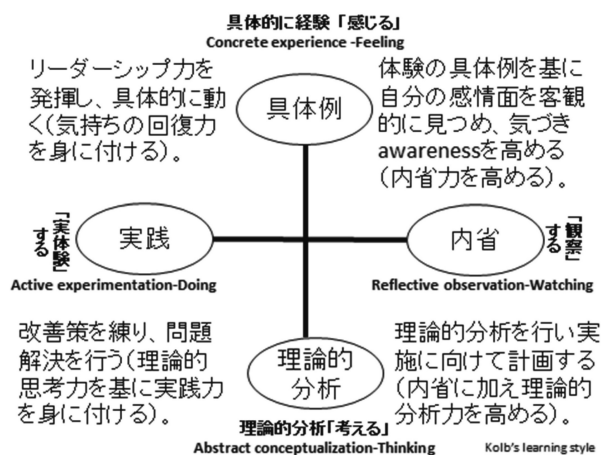 具体的に経験「感じる」
Concrete experience -Feeling
リーダーシップ力を
発揮し、具体的に動
く(気持ちの回復力
を身に付ける)。
具体例
体験の具体例を基に
自分の感情面を客観
的に見つめ、気づき
awarenessを高める
(内省力を高める)。
「実体験」
する
実践
Active experimentation-Doing
内省
「観察」
する
Reflective observation-Watching
改善策を練り、問題
解決を行う(理論的
思考力を基に実践力
を身に付ける)。
理論的
分析
理論的分析を行い実
施に向けて計画する
(内省に加え理論的
分析力を高める)。
理論的分析「考える」
Abstract conceptualization-Thinking
Kolb's learning style